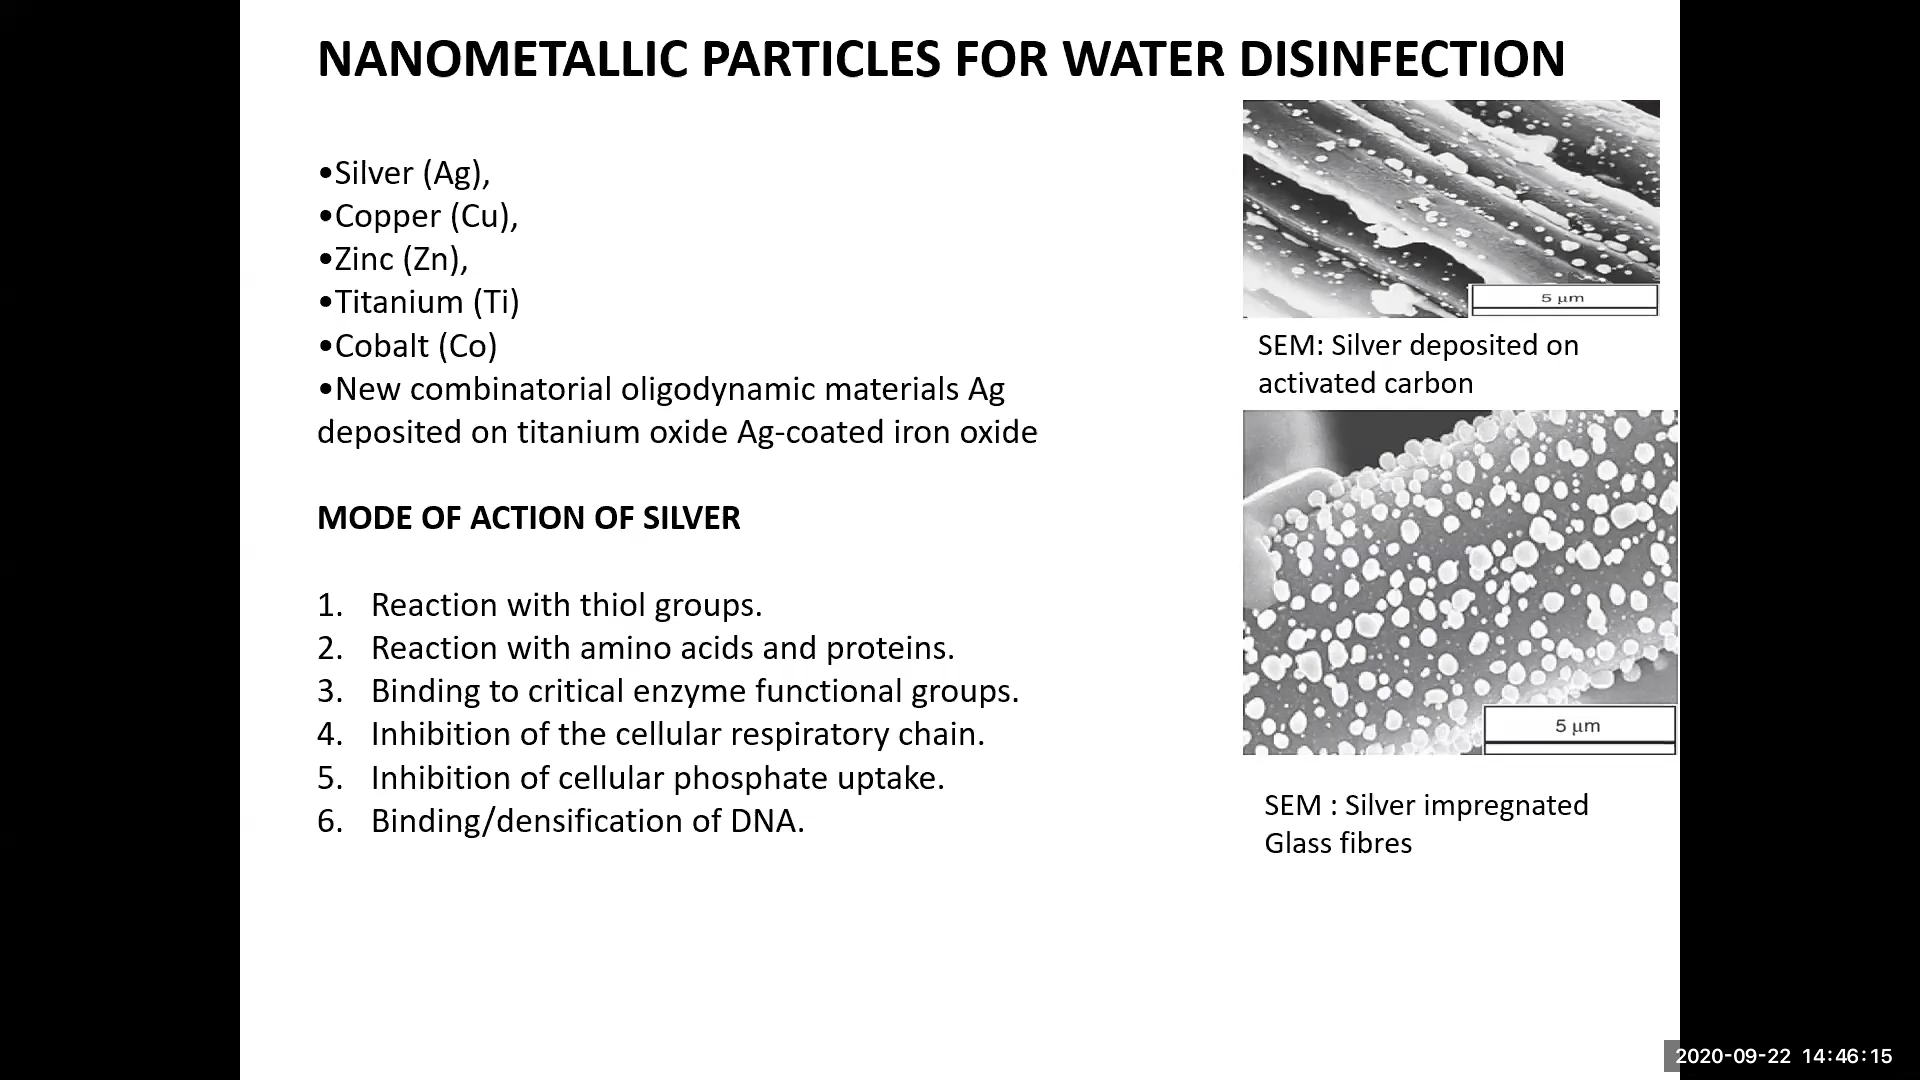 NANOMETALLIC PARTICLES FOR WATER DISINFECTION
•Silver (Ag),
•Copper (Cu),
•Zinc (Zn),
•Titanium (Ti)
•Cobalt (Co)
•New combinatorial oligodynamic materials Ag
deposited on titanium oxide Ag-coated iron oxide
MODE OF ACTION OF SILVER
1. Reaction with thiol groups.
2. Reaction with amino acids and proteins.
3. Binding to critical enzyme functional groups.
4. Inhibition of the cellular respiratory chain.
5. Inhibition of cellular phosphate uptake.
6. Binding/densification of DNA.
5 µm
SEM: Silver deposited on
activated carbon
5 µm
SEM : Silver impregnated
Glass fibres
2020-09-22 14:46:15